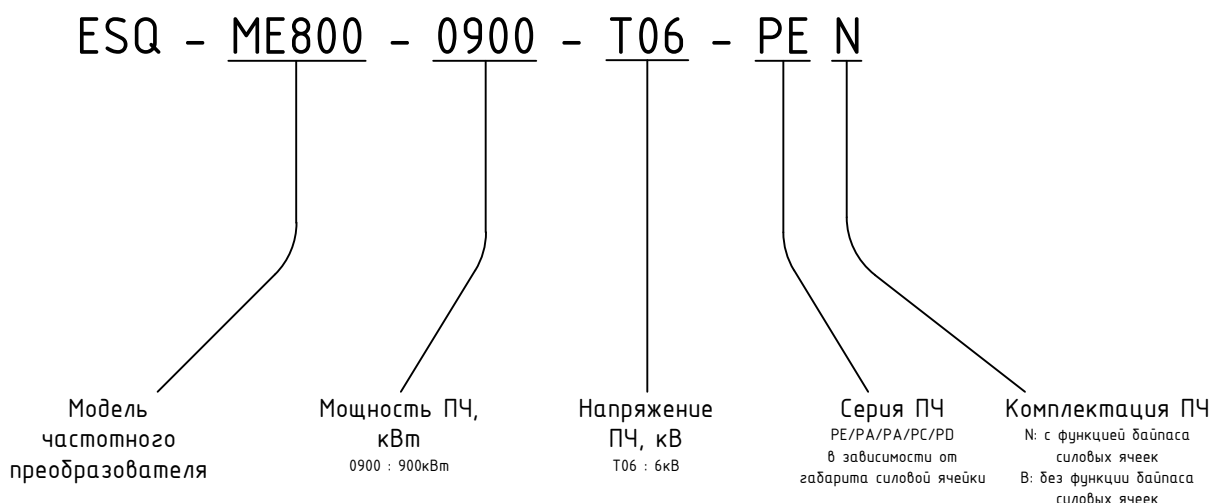 ESQ - ME800 - 0900 - T06 - PE N
Модель
частотного
преобразователя
Мощность ПЧ,
кВт
0900 : 900кВт
Напряжение
ПЧ, кВ
T06 : 6кВ
Серия ПЧ
PE/PA/PA/PC/PD
в зависимости от
габарита силовой ячейки
Комплектация ПЧ
N: с функцией байпаса
силовых ячеек
B: без функции байпаса
силовых ячеек